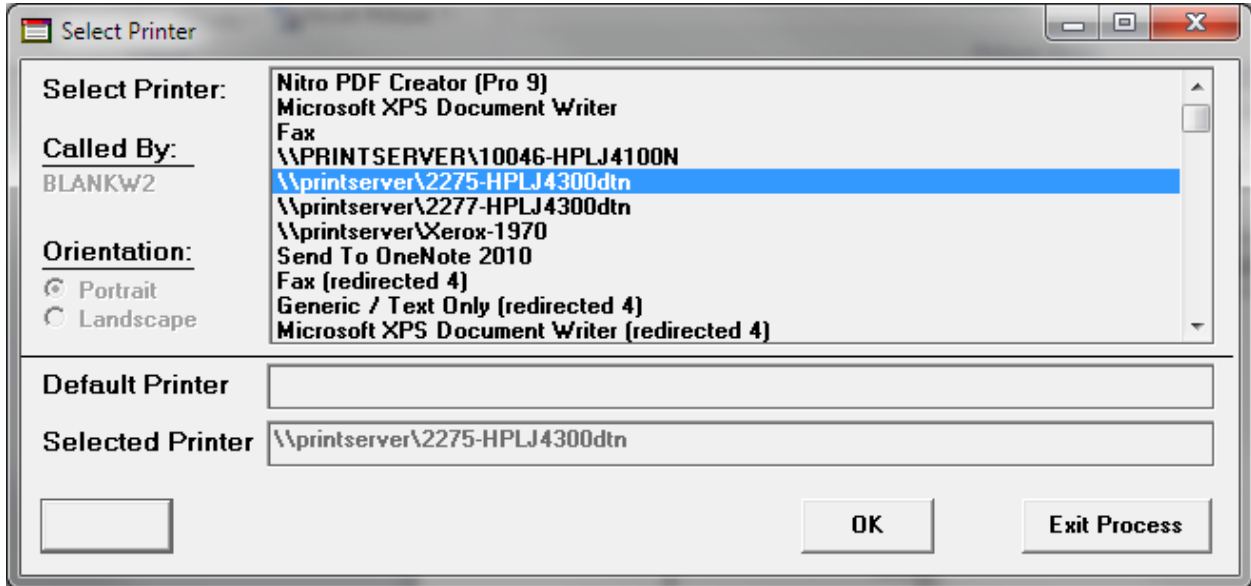 Select Printer
Select Printer:
Nitro PDF Creator (Pro 9)
Microsoft XPS Document Writer
Fax
\\PRINTSERVER\10046-HPLJ4100N
\\printserver\2275-HPLJ4300dtn
\\printserver\2277-HPLJ4300dtn
\\printserver\Xerox-1970
Send To OneNote 2010
Fax (redirected 4)
Generic / Text Only (redirected 4)
Microsoft XPS Document Writer (redirected 4)
Called By:
BLANKW2
Orientation:
Portrait
Landscape
Default Printer
Selected Printer \\printserver\2275-HPLJ4300dtn
OK Exit Process